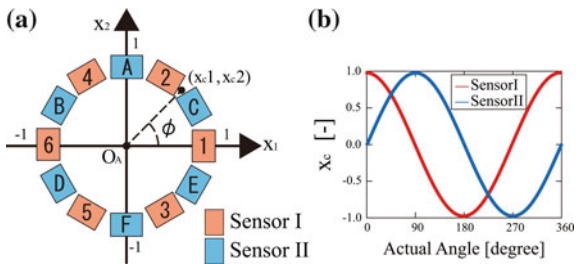 (a)
x2
1
A
4
2
(xc1, xc2)
B
C
ϕ
-1
6
OA
1
1
x1
D
E
5
3
F
-1
Sensor I
Sensor II
(b)
SensorI
SensorII
1.0
0.5
0.0
-0.5
-1.0
xc [-]
0 90 180 270 360
Actual Angle [degree]